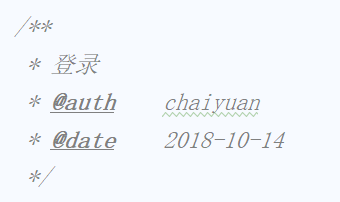 /**
* 登录
* @auth    chaiyuan
* @date    2018-10-14
*/